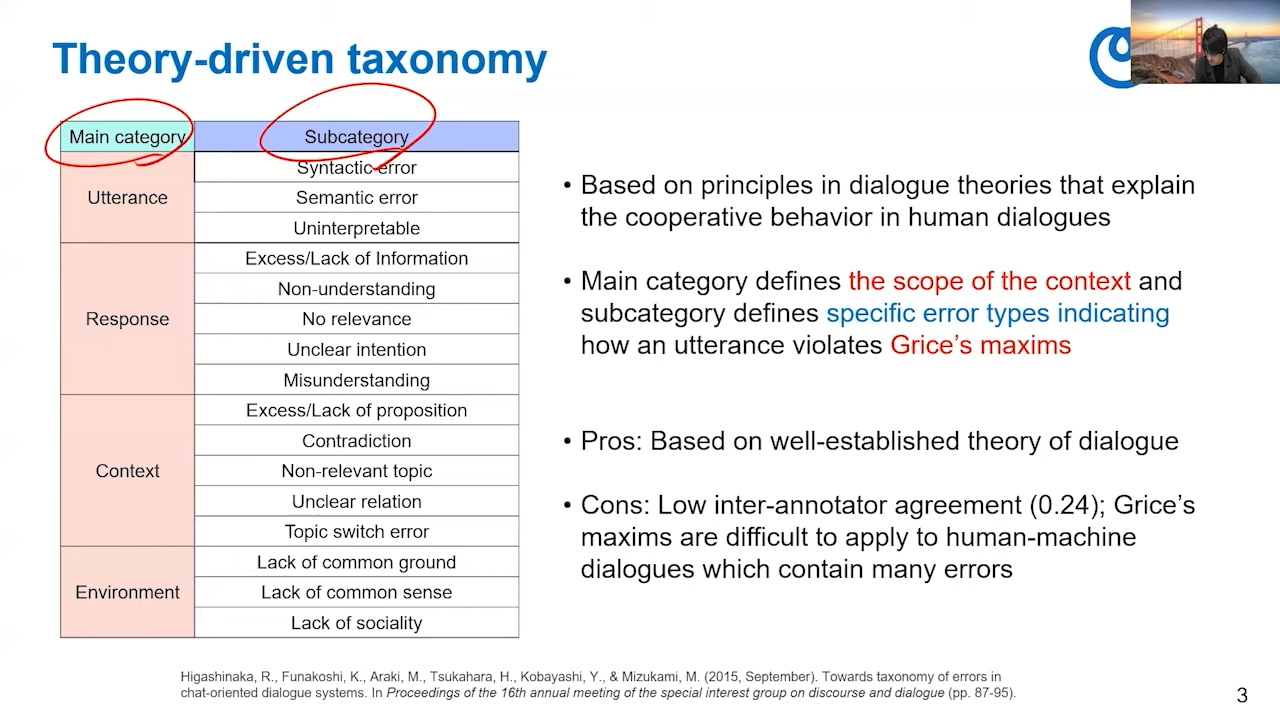 Theory-driven taxonomy
Main category Subcategory
Utterance
Syntactic error
Semantic error
Uninterpretable
Response
Excess/Lack of Information
Non-understanding
No relevance
Unclear intention
Misunderstanding
Context
Excess/Lack of proposition
Contradiction
Non-relevant topic
Unclear relation
Topic switch error
Environment
Lack of common ground
Lack of common sense
Lack of sociality
• Based on principles in dialogue theories that explain
the cooperative behavior in human dialogues
• Main category defines the scope of the context and
subcategory defines specific error types indicating
how an utterance violates Grice's maxims
• Pros: Based on well-established theory of dialogue
• Cons: Low inter-annotator agreement (0.24); Grice's
maxims are difficult to apply to human-machine
dialogues which contain many errors
Higashinaka, R., Funakoshi, K., Araki, M., Tsukahara, H., Kobayashi, Y., & Mizukami, M. (2015, September). Towards taxonomy of errors in
chat-oriented dialogue systems. In Proceedings of the 16th annual meeting of the special interest group on discourse and dialogue (pp. 87-95).
3